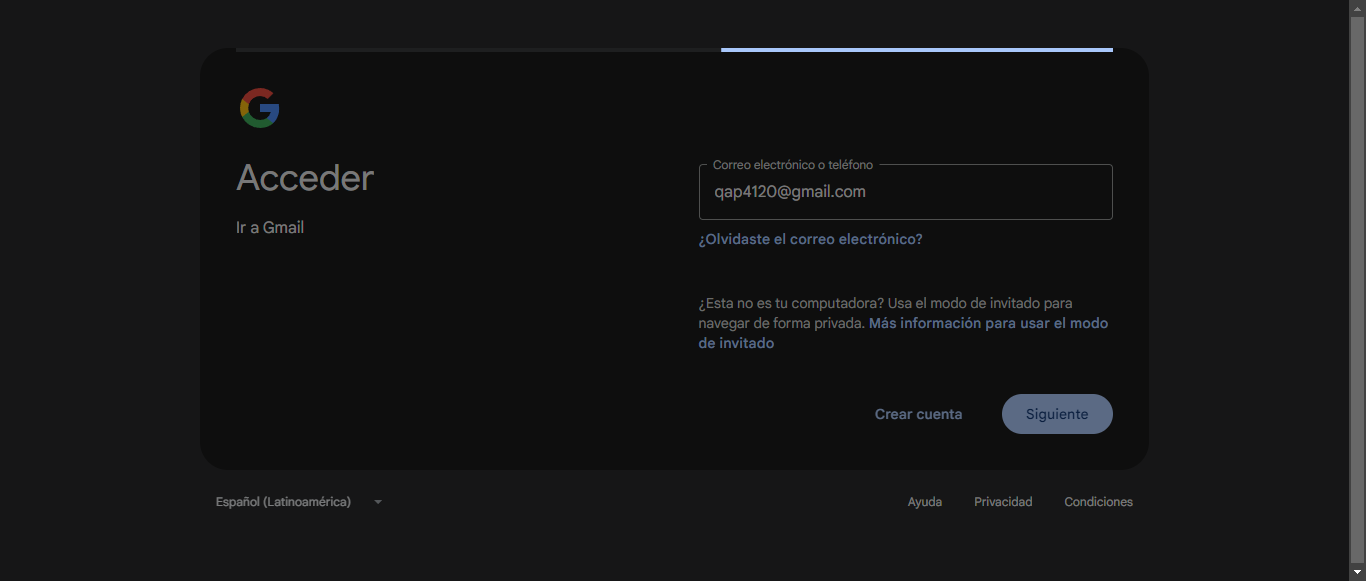 Acceder
Ir a Gmail
Correo electrónico o teléfono
qap4120@gmail.com
¿Olvidaste el correo electrónico?
¿Esta no es tu computadora? Usa el modo de invitado para
navegar de forma privada. Más información para usar el modo
de invitado
Crear cuenta
Siguiente
Español (Latinoamérica)
Ayuda
Privacidad
Condiciones